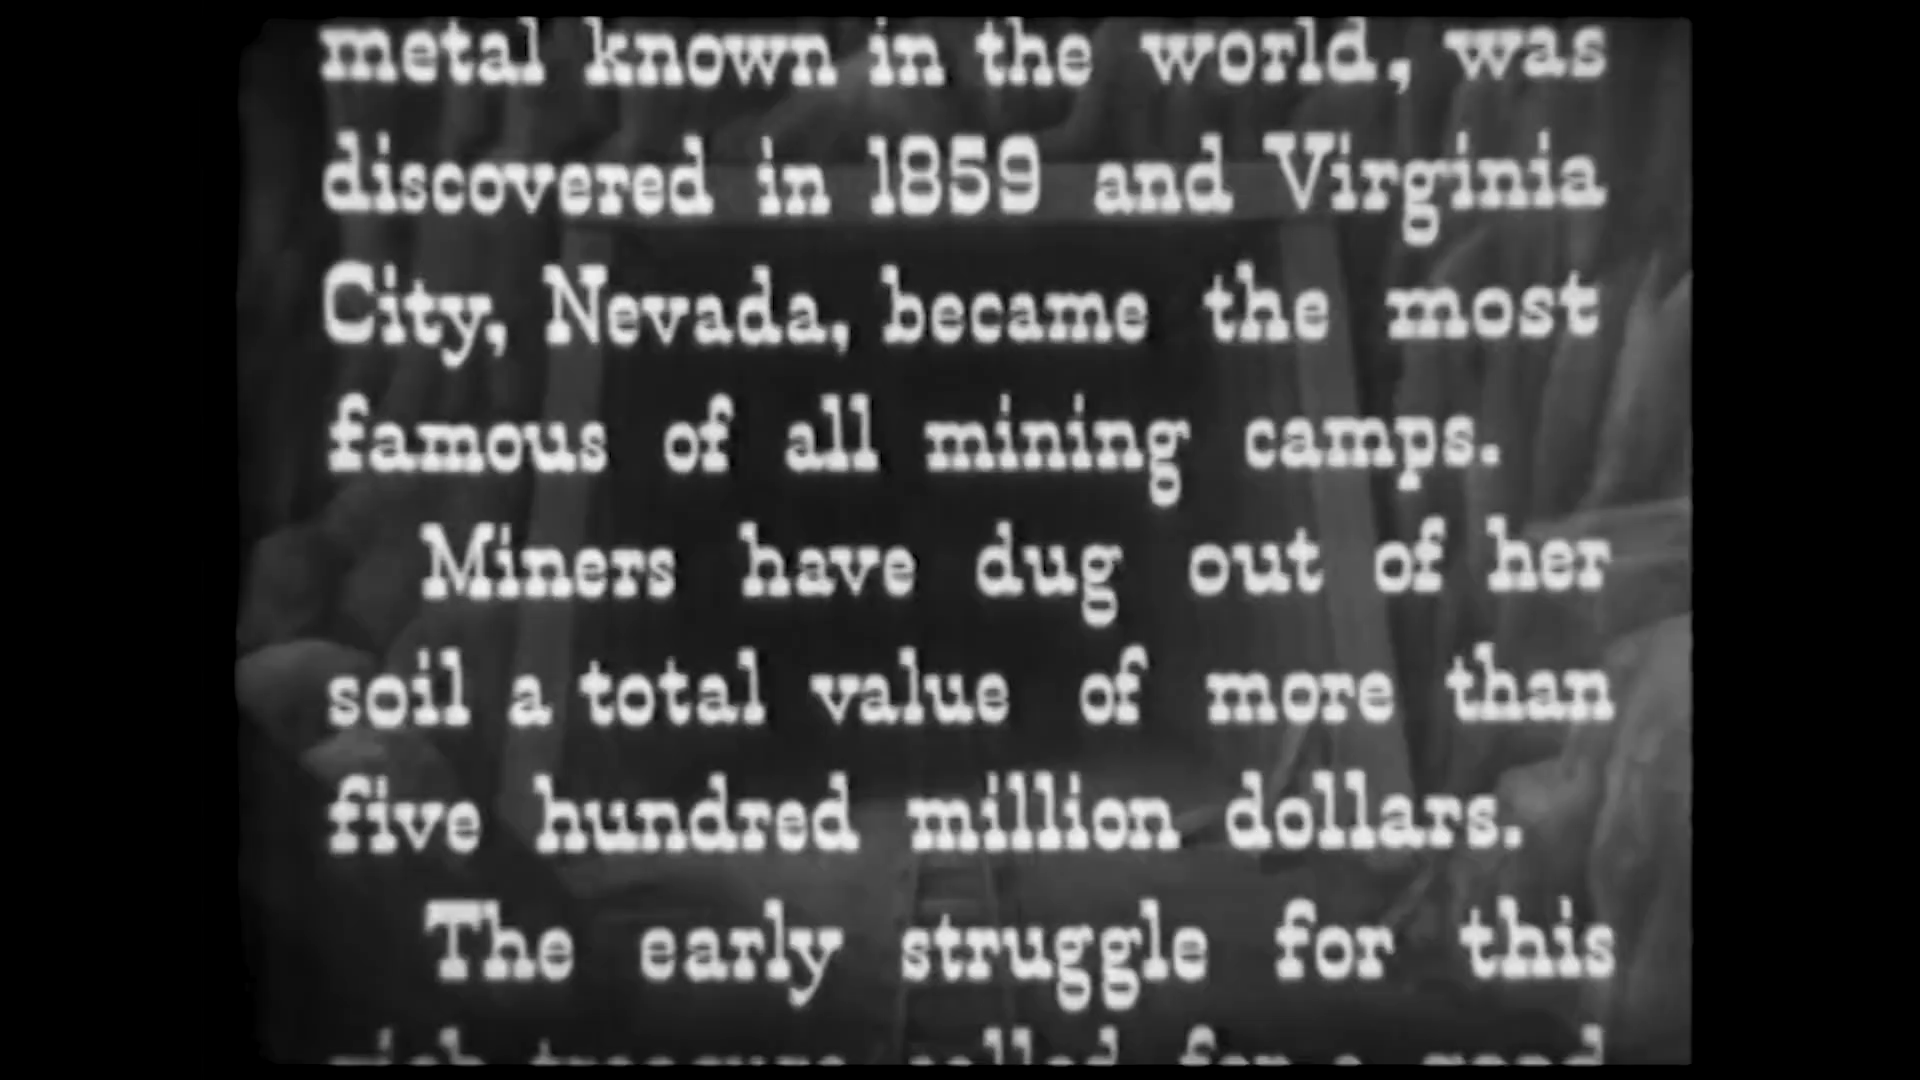 metal known in the world, was
discovered in 1859 and Virginia
City, Nevada, became the most
famous of all mining camps.
Miners have dug out of her
soil a total value of more than
five hundred million dollars.
The early struggle for this